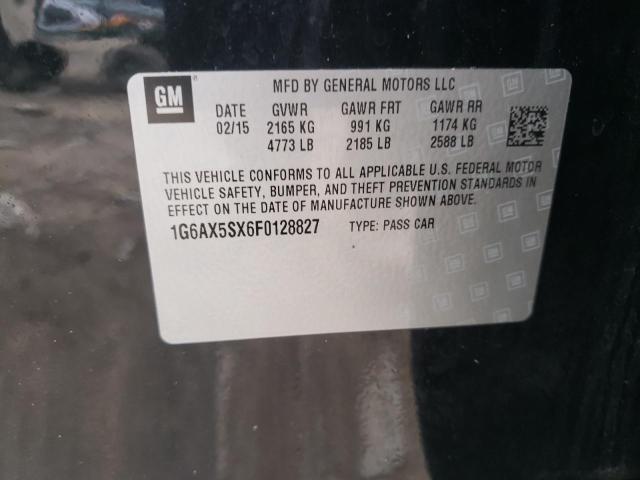 GM
MFD BY GENERAL MOTORS LLC
DATE GVWR GAWR FRT GAWR RR
02/15 2165 KG 991 KG 1174 KG
4773 LB 2185 LB 2588 LB
THIS VEHICLE CONFORMS TO ALL APPLICABLE U.S. FEDERAL MOTOR
VEHICLE SAFETY, BUMPER, AND THEFT PREVENTION STANDARDS IN
EFFECT ON THE DATE OF MANUFACTURE SHOWN ABOVE.
1G6AX5SX6F0128827 TYPE: PASS CAR